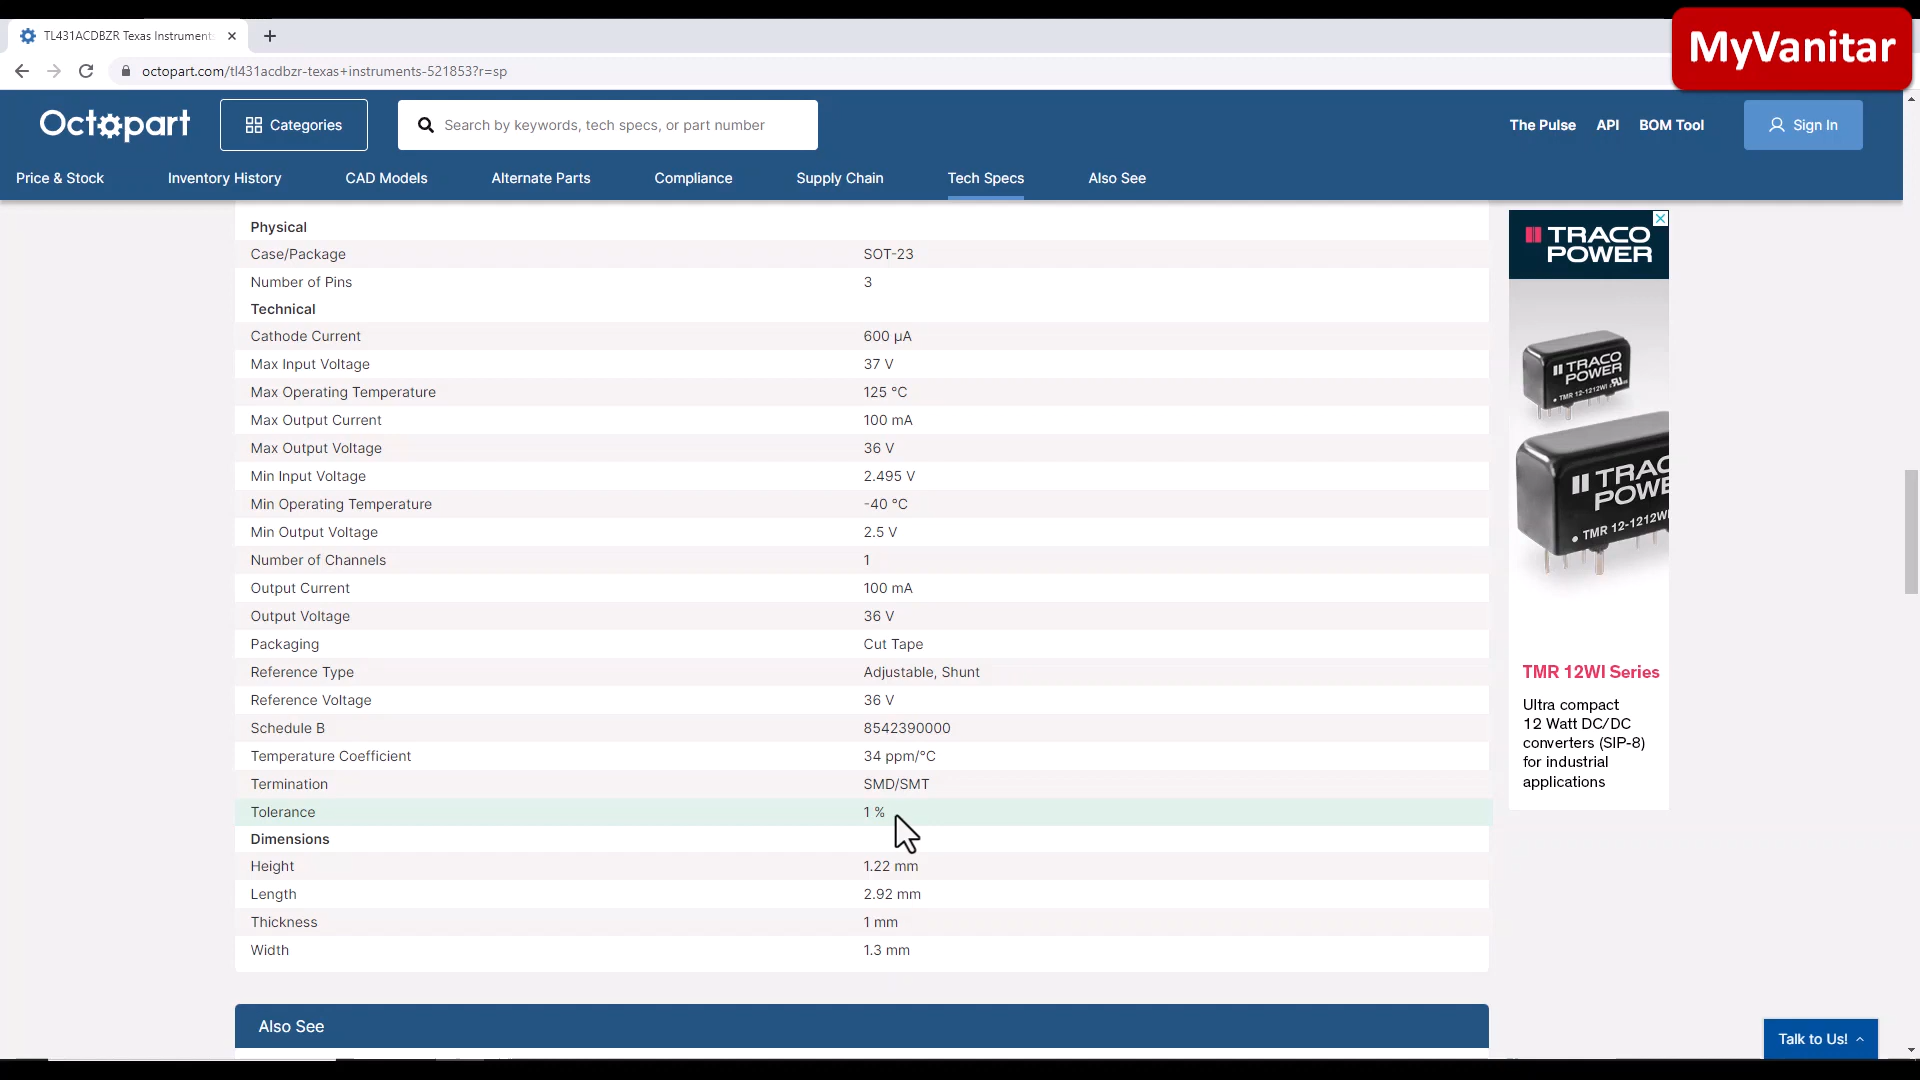 TL431ACDBZR Texas Instrument
MyVanitar
octopart.com/tl431acdbzr-texas+instruments-521853?r=sp
Octopart
Categories
Search by keywords, tech specs, or part number
The Pulse
API
BOM Tool
Sign In
Price & Stock
Inventory History
CAD Models
Alternate Parts
Compliance
Supply Chain
Tech Specs
Also See
Physical
Case/Package SOT-23
Number of Pins 3
Technical
Cathode Current 600 µA
Max Input Voltage 37 V
Max Operating Temperature 125 °C
Max Output Current 100 mA
Max Output Voltage 36 V
Min Input Voltage 2.495 V
Min Operating Temperature -40 °C
Min Output Voltage 2.5 V
Number of Channels 1
Output Current 100 mA
Output Voltage 36 V
Packaging Cut Tape
Reference Type Adjustable, Shunt
Reference Voltage 36 V
Schedule B 8542390000
Temperature Coefficient 34 ppm/°C
Termination SMD/SMT
Tolerance 1 %
Dimensions
Height 1.22 mm
Length 2.92 mm
Thickness 1 mm
Width 1.3 mm
Also See
TRACO
POWER
TRACO
POWER
TMR 12-1212WI
TRAC
POWE
TMR 12-1212WI
TMR 12WI Series
Ultra compact
12 Watt DC/DC
converters (SIP-8)
for industrial
applications
Talk to Us!